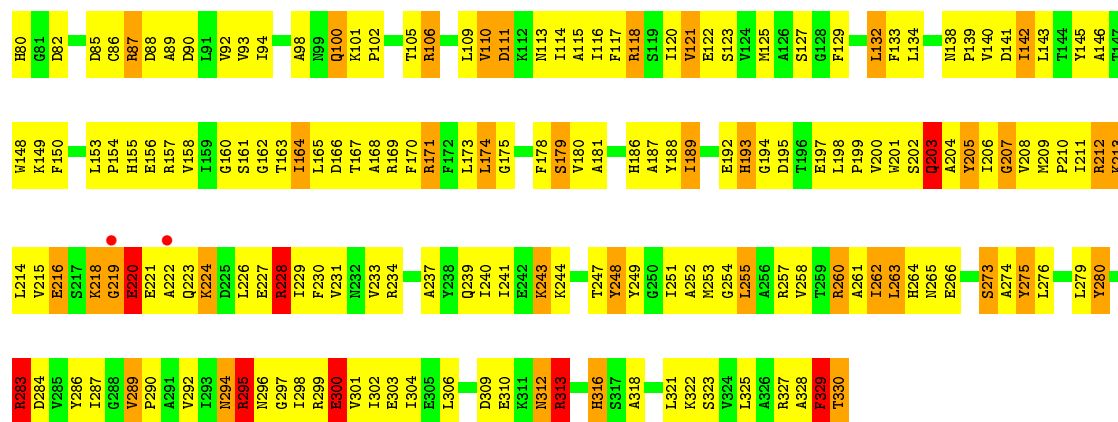 H80 G81 D82 D85 C86 R87 D88 A89 D90 L91 V92 V93 I94 A98 N99 Q100 K101 P102 T105 R106 L109 V110 D111 K112 N113 I114 A115 I116 F117 R118 S119 I120 V121 E122 S123 V124 M125 A126 S127 G128 F129 L132 F133 L134 N138 P139 V140 D141 I142 L143 T144 Y145 A146 T147
W148 K149 F150 L153 P154 H155 E156 R157 V158 I159 G160 S161 G162 T163 I164 L165 D166 T167 A168 R169 F170 R171 F172 L173 L174 G175 F178 S179 V180 A181 H186 A187 Y188 I189 E192 H193 G194 D195 T196 E197 L198 P199 V200 W201 S202 Q203 A204 Y205 I206 G207 V208 M209 P210 I211 R212 K213
L214 V215 E216 S217 K218 G219 E220 E221 A222 Q223 K224 D225 L226 E227 R228 I229 F230 V231 N232 V233 R234 A237 Y238 Q239 I240 I241 E242 K243 K244 T247 Y248 Y249 G250 I251 A252 M253 G254 L255 A256 R257 V258 T259 R260 A261 I262 L263 H264 N265 E266 S273 A274 Y275 L276 L279 Y280
R283 D284 V285 Y286 I287 G288 V289 P290 A291 V292 I293 N294 R295 N296 G297 I298 R299 E300 V301 I302 E303 I304 E305 L306 D309 E310 K311 N312 R313 H316 S317 A318 L321 K322 S323 V324 L325 A326 R327 A328 F329 T330